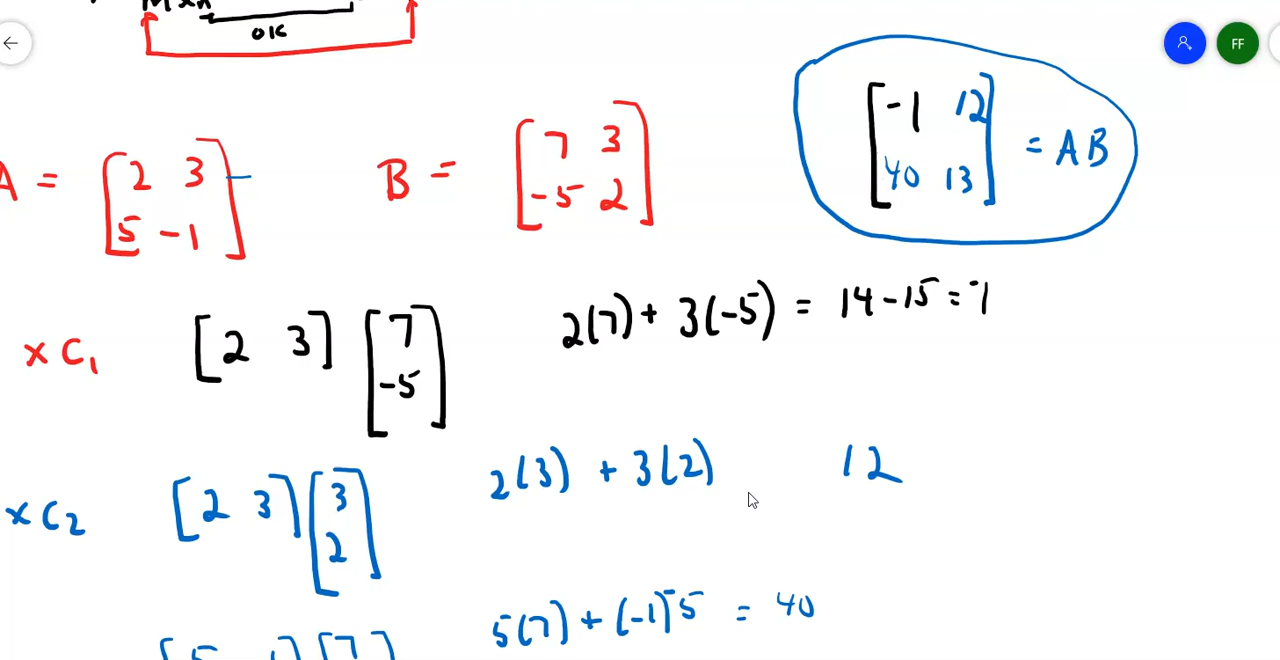 M×n
OK
FF
A = [2 3
5 -1]
B = [7 3
-5 2]
[-1 12
40 13] = AB
x C₁ [2 3] [7
-5] 2(7) + 3(-5) = 14 - 15 = -1
x C₂ [2 3] [3
2] 2(3) + 3(2) 12
5(7) + (-1)-5 = 40